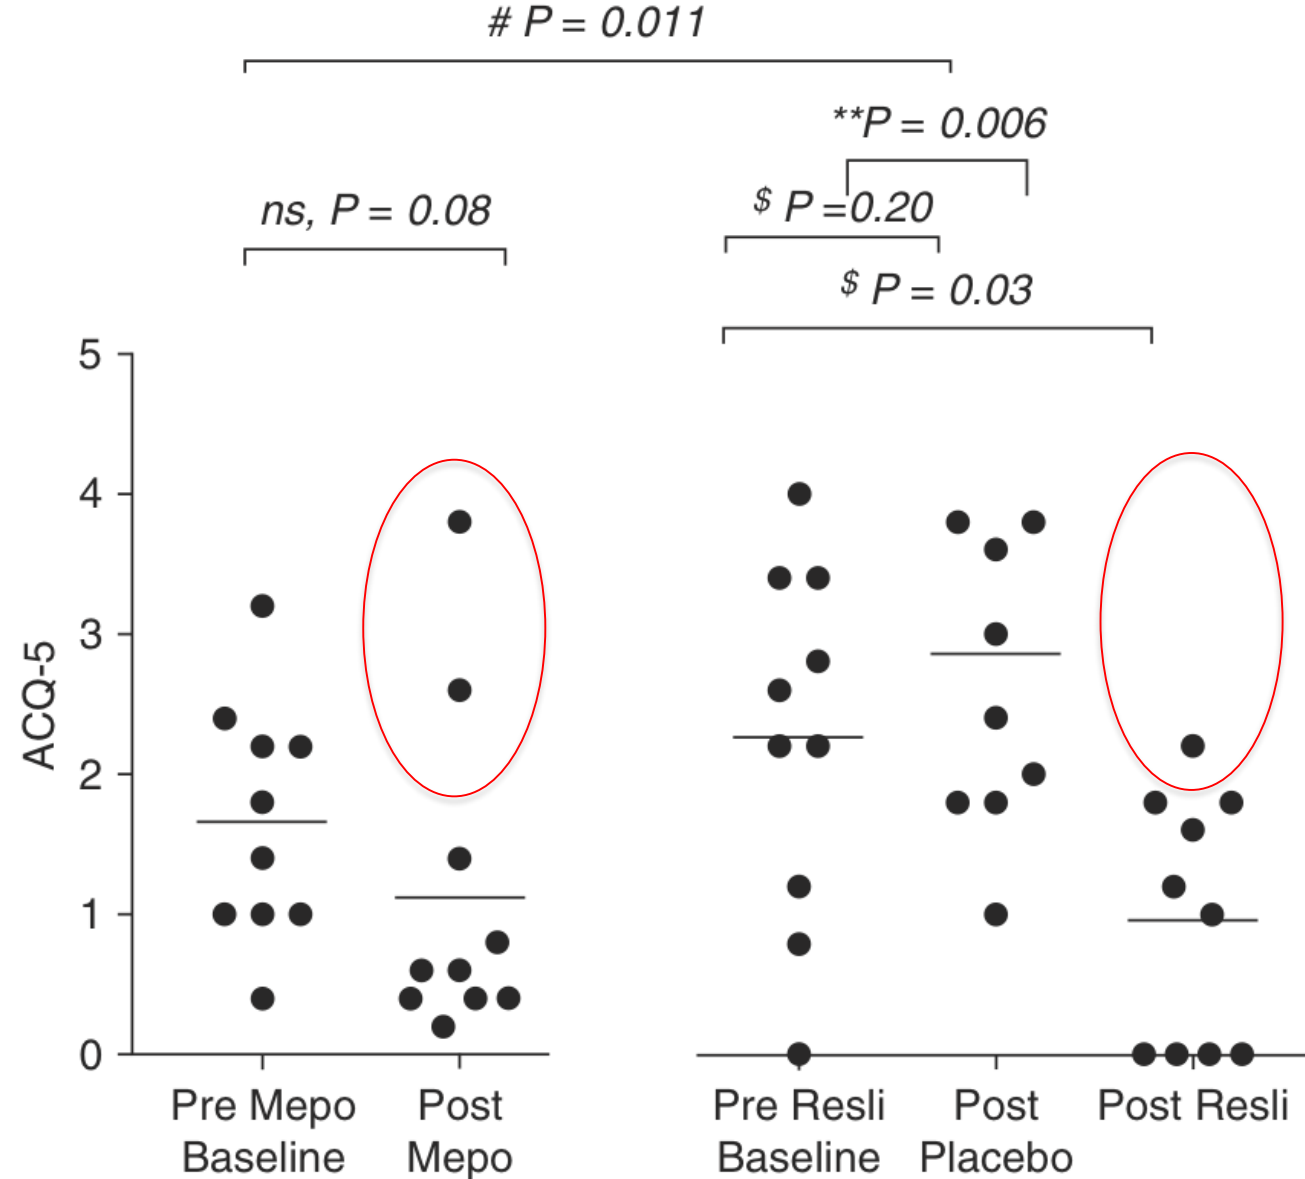 # P = 0.011
**P = 0.006
ns, P = 0.08
$ P =0.20
$ P = 0.03
5
4
3
2
1
0
ACQ-5
Pre Mepo
Baseline
Post
Mepo
Pre Resli
Baseline
Post
Placebo
Post Resli